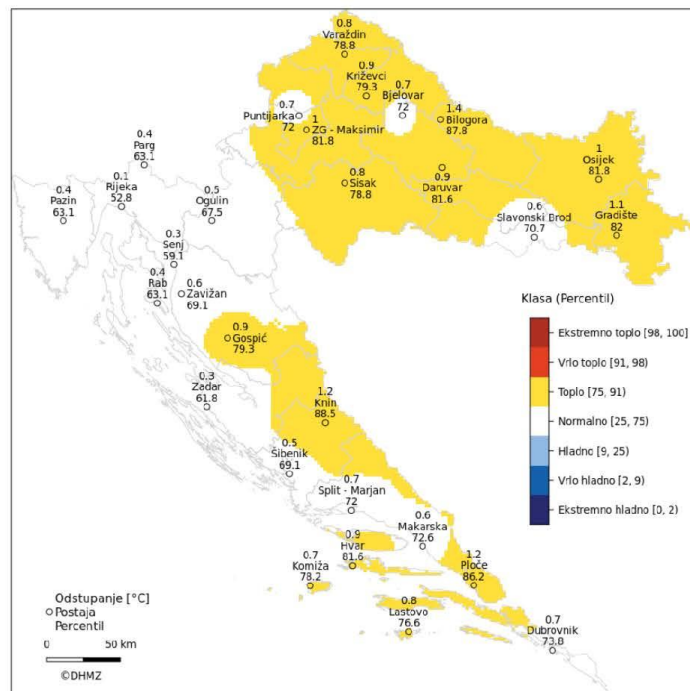 0.8
Varaždin
78.8
0.9
Križevci
79.3
0.7
Bjelovar
72
0.7
Puntijarka
72
1
ZG - Maksimir
81.8
1.4
Bilogora
87.8
0.4
Parg
63.1
0.1
Rijeka
52.8
0.4
Pazin
63.1
0.5
Ogulin
67.5
0.8
Sisak
78.8
0.9
Daruvar
81.6
1
Osijek
81.8
1.1
Gradište
82
0.6
Slavonski Brod
70.7
0.3
Senj
59.1
0.4
Rab
63.1
0.6
Zavižan
69.1
0.9
Gospić
79.3
0.3
Zadar
61.8
1.2
Knin
88.5
0.5
Šibenik
69.1
0.7
Split - Marjan
72
0.6
Makarska
72.6
0.9
Hvar
81.6
0.7
Komiža
78.2
1.2
Ploče
86.2
0.8
Lastovo
76.6
0.7
Dubrovnik
73.8
Klasa (Percentil)
Ekstremno toplo [98, 100]
Vrlo toplo [91, 98)
Toplo [75, 91)
Normalno [25, 75)
Hladno [9, 25)
Vrlo hladno [2, 9)
Ekstremno hladno [0, 2)
Odstupanje [°C]
Postaja
Percentil
0 50 km
©DHMZ